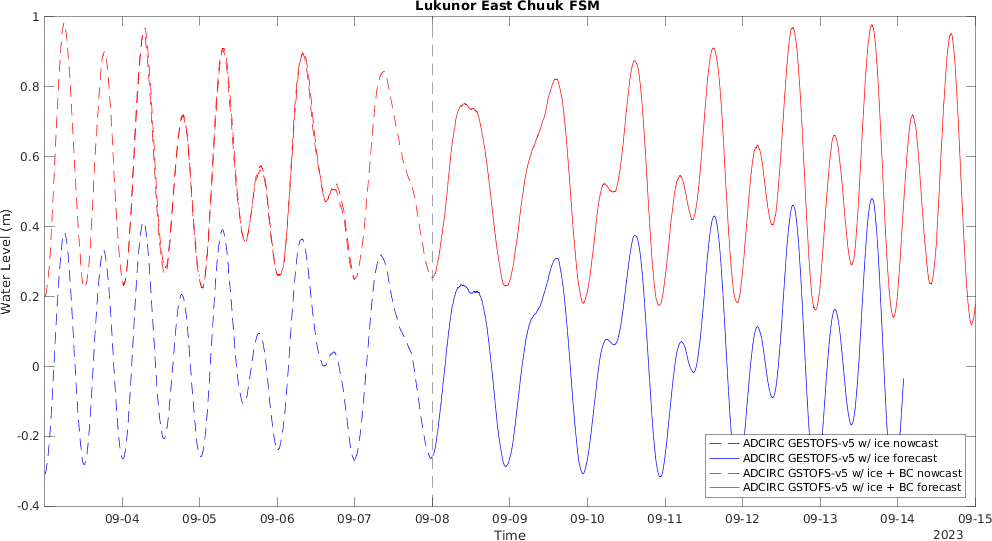 Lukunor East Chuuk FSM
Water Level (m)
1
0.8
0.6
0.4
0.2
0
-0.2
-0.4
ADCIRC GESTOFS-v5 w/ ice nowcast
ADCIRC GESTOFS-v5 w/ ice forecast
ADCIRC GSTOFS-v5 w/ ice + BC nowcast
ADCIRC GSTOFS-v5 w/ ice + BC forecast
09-04 09-05 09-06 09-07 09-08 09-09 09-10 09-11 09-12 09-13 09-14 09-15
Time
2023